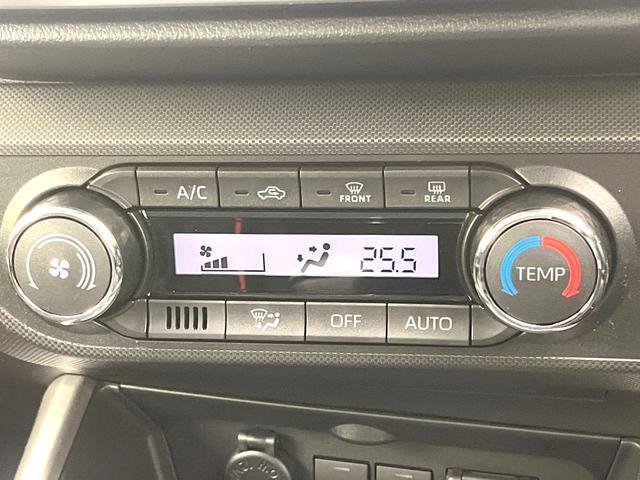 A/C
FRONT
REAR
25.5
TEMP
OFF
AUTO